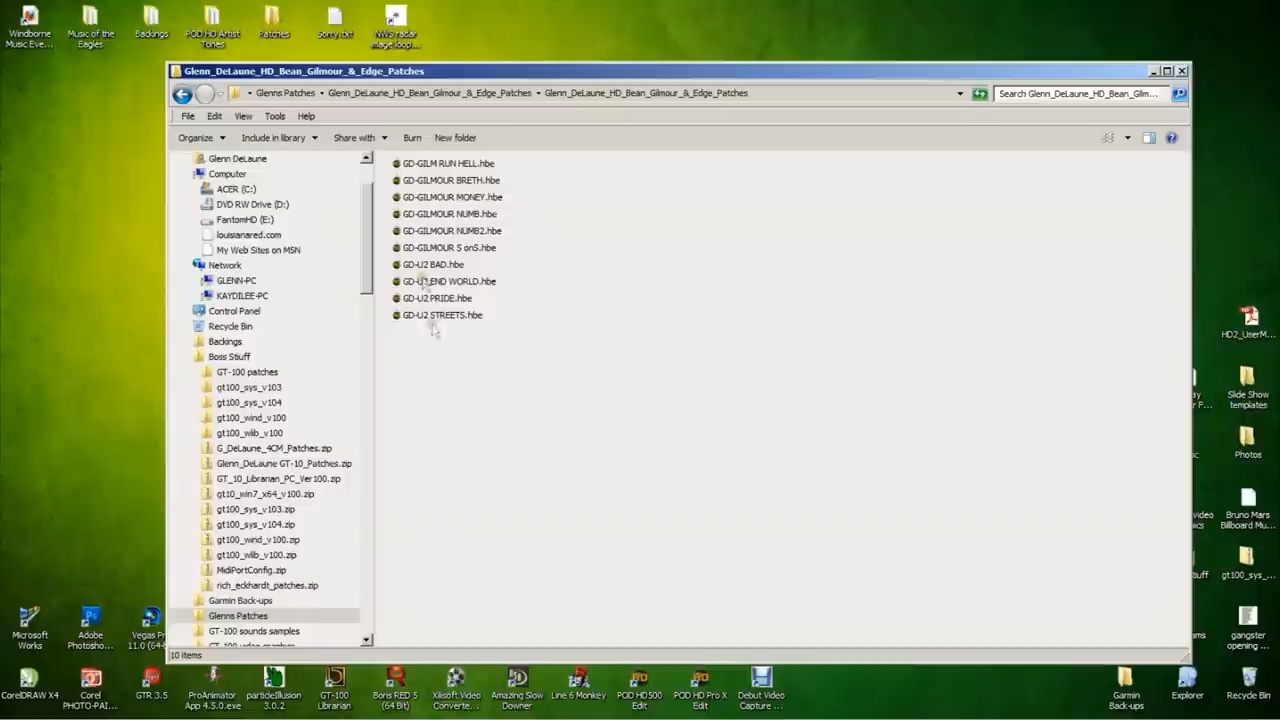 Windborne
Music Eve...
Music of the
Eagles
Backings
POD HD Artist
Tones
Patches
Sorry.txt
NWS radar
mage loop...
Glenn_DeLaune_HD_Bean_Gilmour_&_Edge_Patches
Glenns Patches
Glenn_DeLaune_HD_Bean_Gilmour_&_Edge_Patches
Glenn_DeLaune_HD_Bean_Gilmour_&_Edge_Patches
Search Glenn_DeLaune_HD_Bean_Gilm...
File Edit View Tools Help
Organize Include in library Share with Burn New folder
Glenn DeLaune
Computer
ACER (C:)
DVD RW Drive (D:)
FantomHD (E:)
louisianared.com
My Web Sites on MSN
Network
GLENN-PC
KAYDILEE-PC
Control Panel
Recycle Bin
Backings
Boss Stuff
GT-100 patches
gt100_sys_v103
gt100_sys_v104
gt100_wind_v100
gt100_wlib_v100
G_DeLaune_4CM_Patches.zip
Glenn_DeLaune GT-10_Patches.zip
GT_10_Librarian_PC_Ver100.zip
gt10_win7_x64_v100.zip
gt100_sys_v103.zip
gt100_sys_v104.zip
gt100_wind_v100.zip
gt100_wlib_v100.zip
MidiPortConfig.zip
rich_eckhardt_patches.zip
Garmin Back-ups
Glenns Patches
GT-100 sounds samples
GT-100 video graphics
GD-GILM RUN HELL.hbe
GD-GILMOUR BRETH.hbe
GD-GILMOUR MONEY.hbe
GD-GILMOUR NUMB.hbe
GD-GILMOUR NUMB2.hbe
GD-GILMOUR S onS.hbe
GD-U2 BAD.hbe
GD-U2 END WORLD.hbe
GD-U2 PRIDE.hbe
GD-U2 STREETS.hbe
10 items
HD2_UserM...
Slide Show
templates
Photos
Bruno Mars
Billboard Mu...
gt100_sys_...
gangster
opening ...
Recycle Bin
ay
r F...
ic
video
ics
tuff
ams
Microsoft
Works
Adobe
Photosho...
Vegas Pr
11.0 (64-b
CorelDRAW X4
Corel
PHOTO-PAI...
GTR 3.5
ProAnimator
App 4.5.0.exe
particleIllusion
3.0.2
GT-100
Librarian
Boris RED 5
(64 Bit)
Xilisoft Video
Converte...
Amazing Slow
Downer
Line 6 Monkey
POD HD500
Edit
POD HD Pro X
Edit
Debut Video
Capture ...
Garmin
Back-ups
Explorer